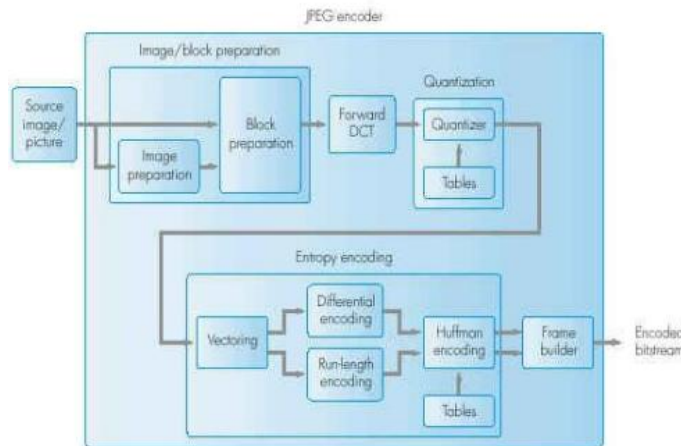 JPEG encoder
Image/block preparation
Quantization
Source
image/
picture
Block
preparation
Image
preparation
Forward
DCT
Quantizer
Tables
Entropy encoding
Vectoring
Differential
encoding
Run-length
encoding
Huffman
encoding
Tables
Frame
builder
Encoded
bitstream